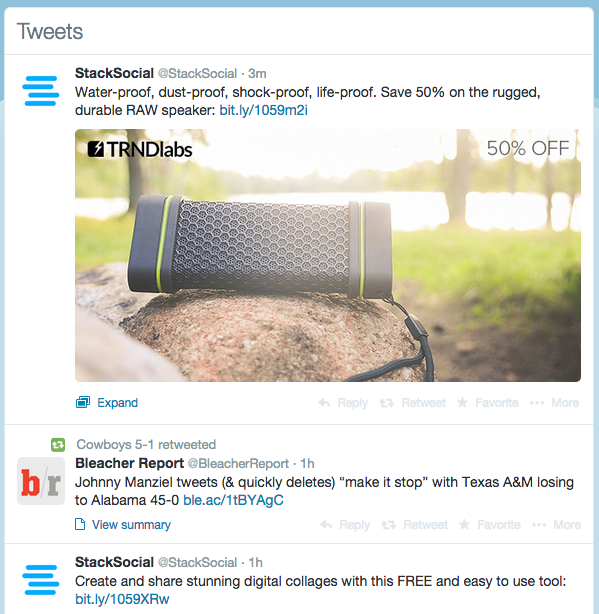 Tweets
StackSocial @StackSocial · 3m
Water-proof, dust-proof, shock-proof, life-proof. Save 50% on the rugged,
durable RAW speaker: bit.ly/1059m2i
TRNDlabs
50% OFF
Expand
Reply Retweet Favorite ••• More
Cowboys 5-1 retweeted
b/r
Bleacher Report @BleacherReport · 1h
Johnny Manziel tweets (& quickly deletes) “make it stop” with Texas A&M losing
to Alabama 45-0 ble.ac/1tBYAgC
View summary
Reply Retweet Favorite ••• More
StackSocial @StackSocial · 1h
Create and share stunning digital collages with this FREE and easy to use tool:
bit.ly/1059XRw